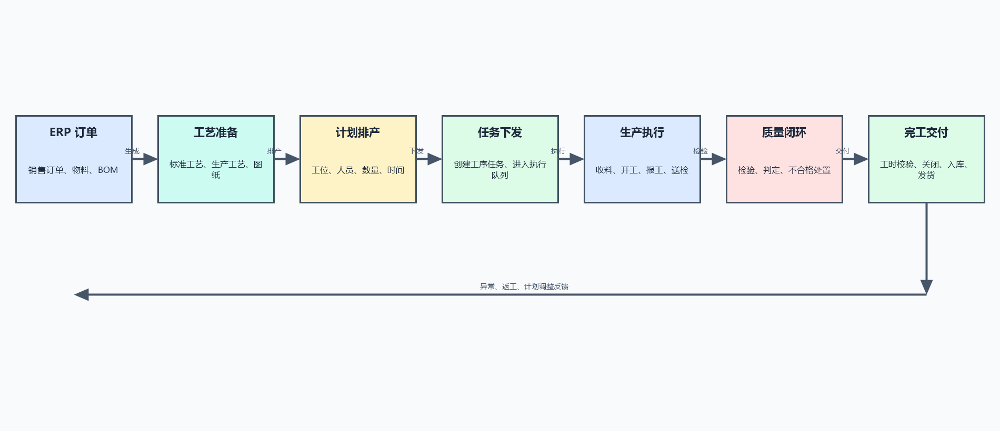 ERP 订单
销售订单、物料、BOM
生成
工艺准备
标准工艺、生产工艺、图
纸
排产
计划排产
工位、人员、数量、时间
下发
任务下发
创建工序任务、进入执行
队列
执行
生产执行
收料、开工、报工、送检
检验
质量闭环
检验、判定、不合格处置
交付
完工交付
工时校验、关闭、入库、
发货
异常、返工、计划调整反馈